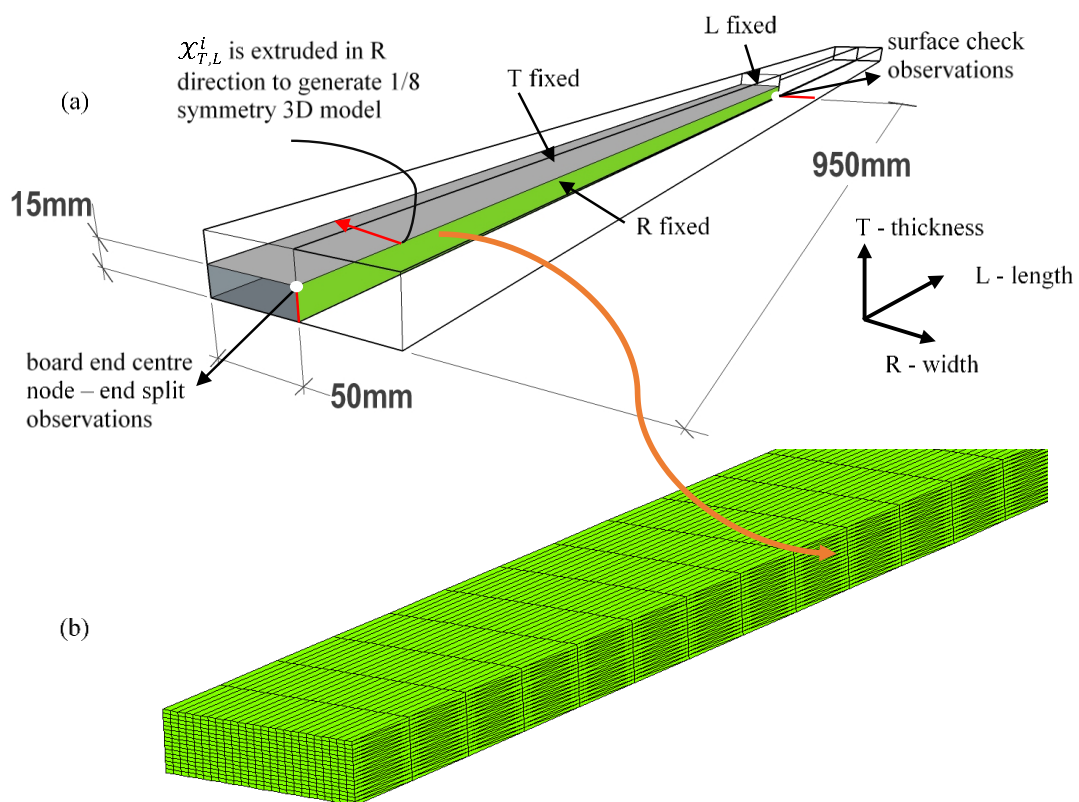 𝒳ⁱ_T,L is extruded in R
direction to generate 1/8
symmetry 3D model
(a)
T fixed
L fixed
surface check
observations
950mm
15mm
R fixed
T - thickness
L - length
R - width
board end centre
node – end split
observations
50mm
(b)